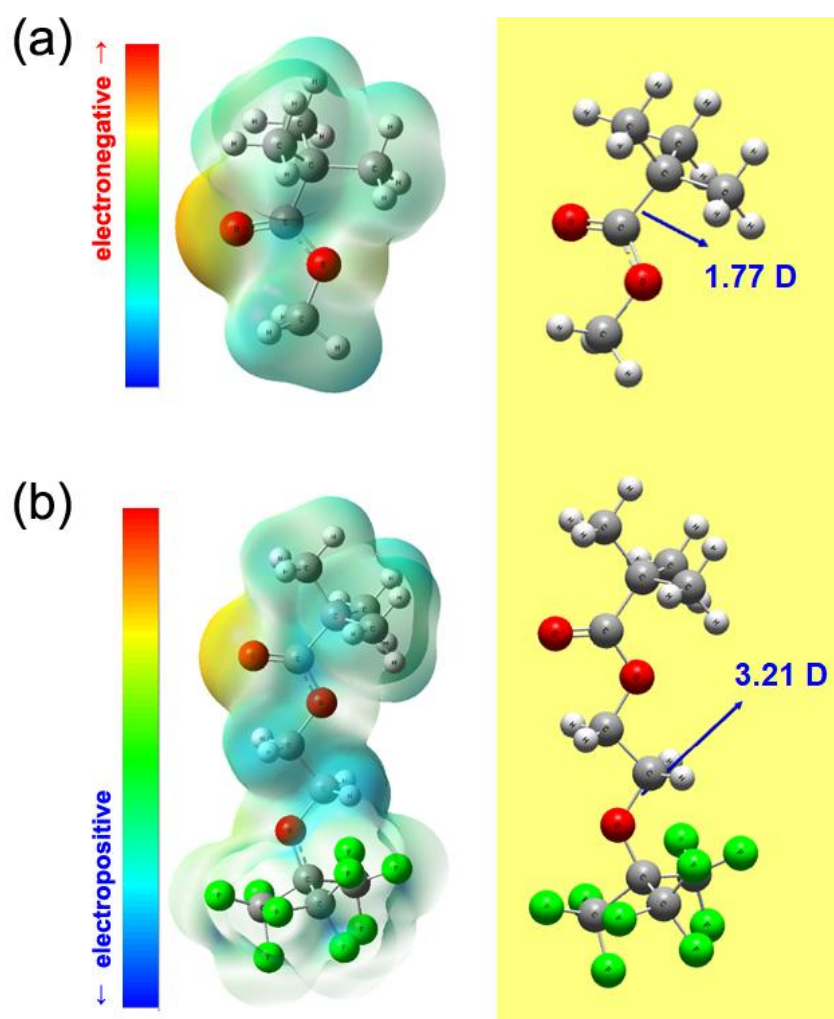 (a)
electronegative →
1.77 D
(b)
← electropositive
3.21 D